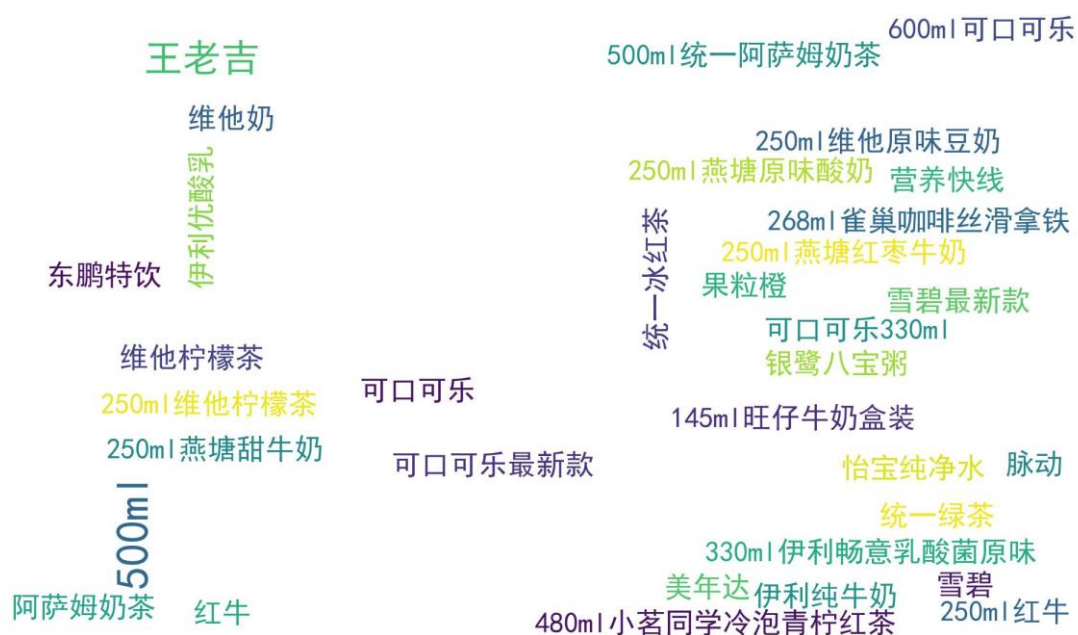 600ml可口可乐
王老吉
500ml统一阿萨姆奶茶
维他奶
250ml维他原味豆奶
250ml燕塘原味酸奶
营养快线
伊利优酸乳
统一冰红茶
268ml雀巢咖啡丝滑拿铁
250ml燕塘红枣牛奶
东鹏特饮
果粒橙
雪碧最新款
可口可乐330ml
维他柠檬茶
银鹭八宝粥
可口可乐
250ml维他柠檬茶
145ml旺仔牛奶盒装
250ml燕塘甜牛奶
可口可乐最新款
怡宝纯净水
脉动
500ml
统一绿茶
330ml伊利畅意乳酸菌原味
美年达
雪碧
伊利纯牛奶
阿萨姆奶茶
红牛
250ml红牛
480ml小茗同学冷泡青柠红茶